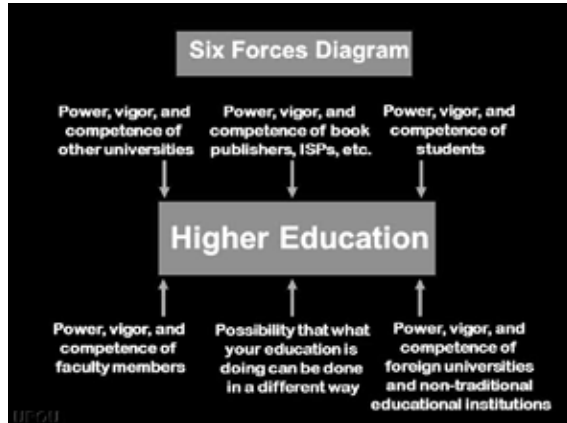 Six Forces Diagram
Power, vigor, and
competence of
other universities
Power, vigor, and
competence of book
publishers, ISPs, etc.
Power, vigor, and
competence of
students
Higher Education
Power, vigor, and
competence of
faculty members
Possibility that what
your education is
doing can be done
in a different way
Power, vigor, and
competence of
foreign universities
and non-traditional
educational institutions
UPOU